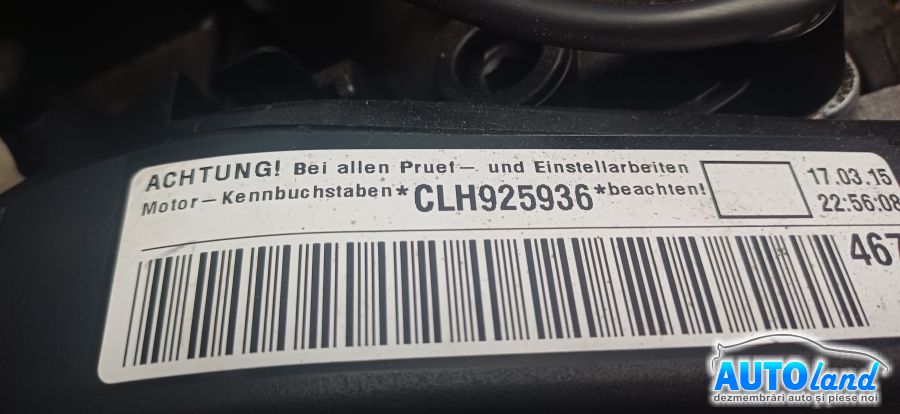 ACHTUNG! Bei allen Pruef- und Einstellarbeiten
Motor-Kennbuchstaben *CLH925936* beachten!
17.03.15
22:56:08
467
AUTOland
dezmembrări auto și piese noi